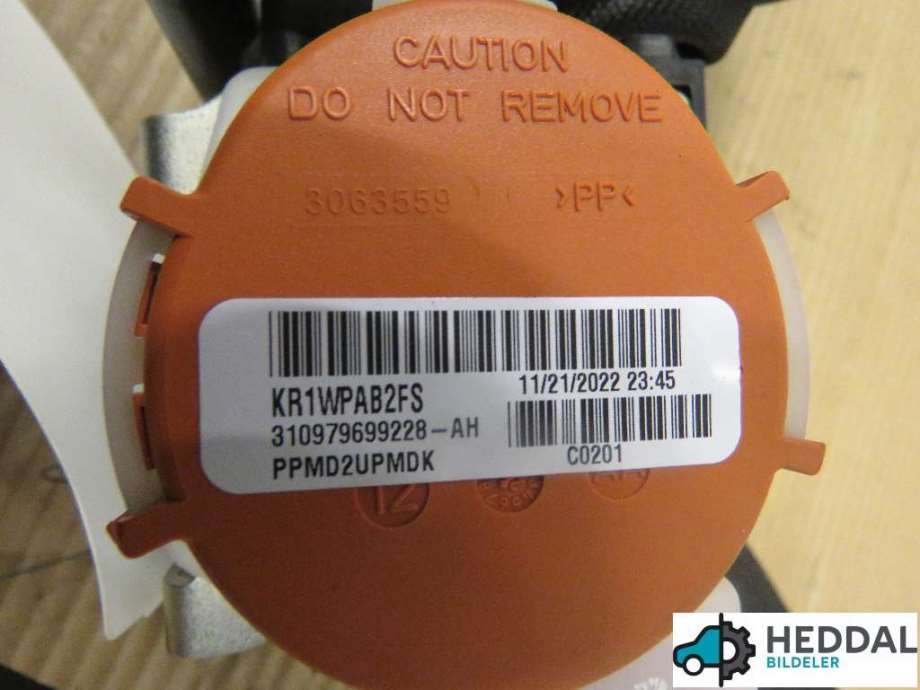 CAUTION
DO NOT REMOVE
3063559 >PP<
KR1WPAB2FS 11/21/2022 23:45
310979699228-AH
PPMD2UPMDK C0201
12
HEDDAL
BILDELER